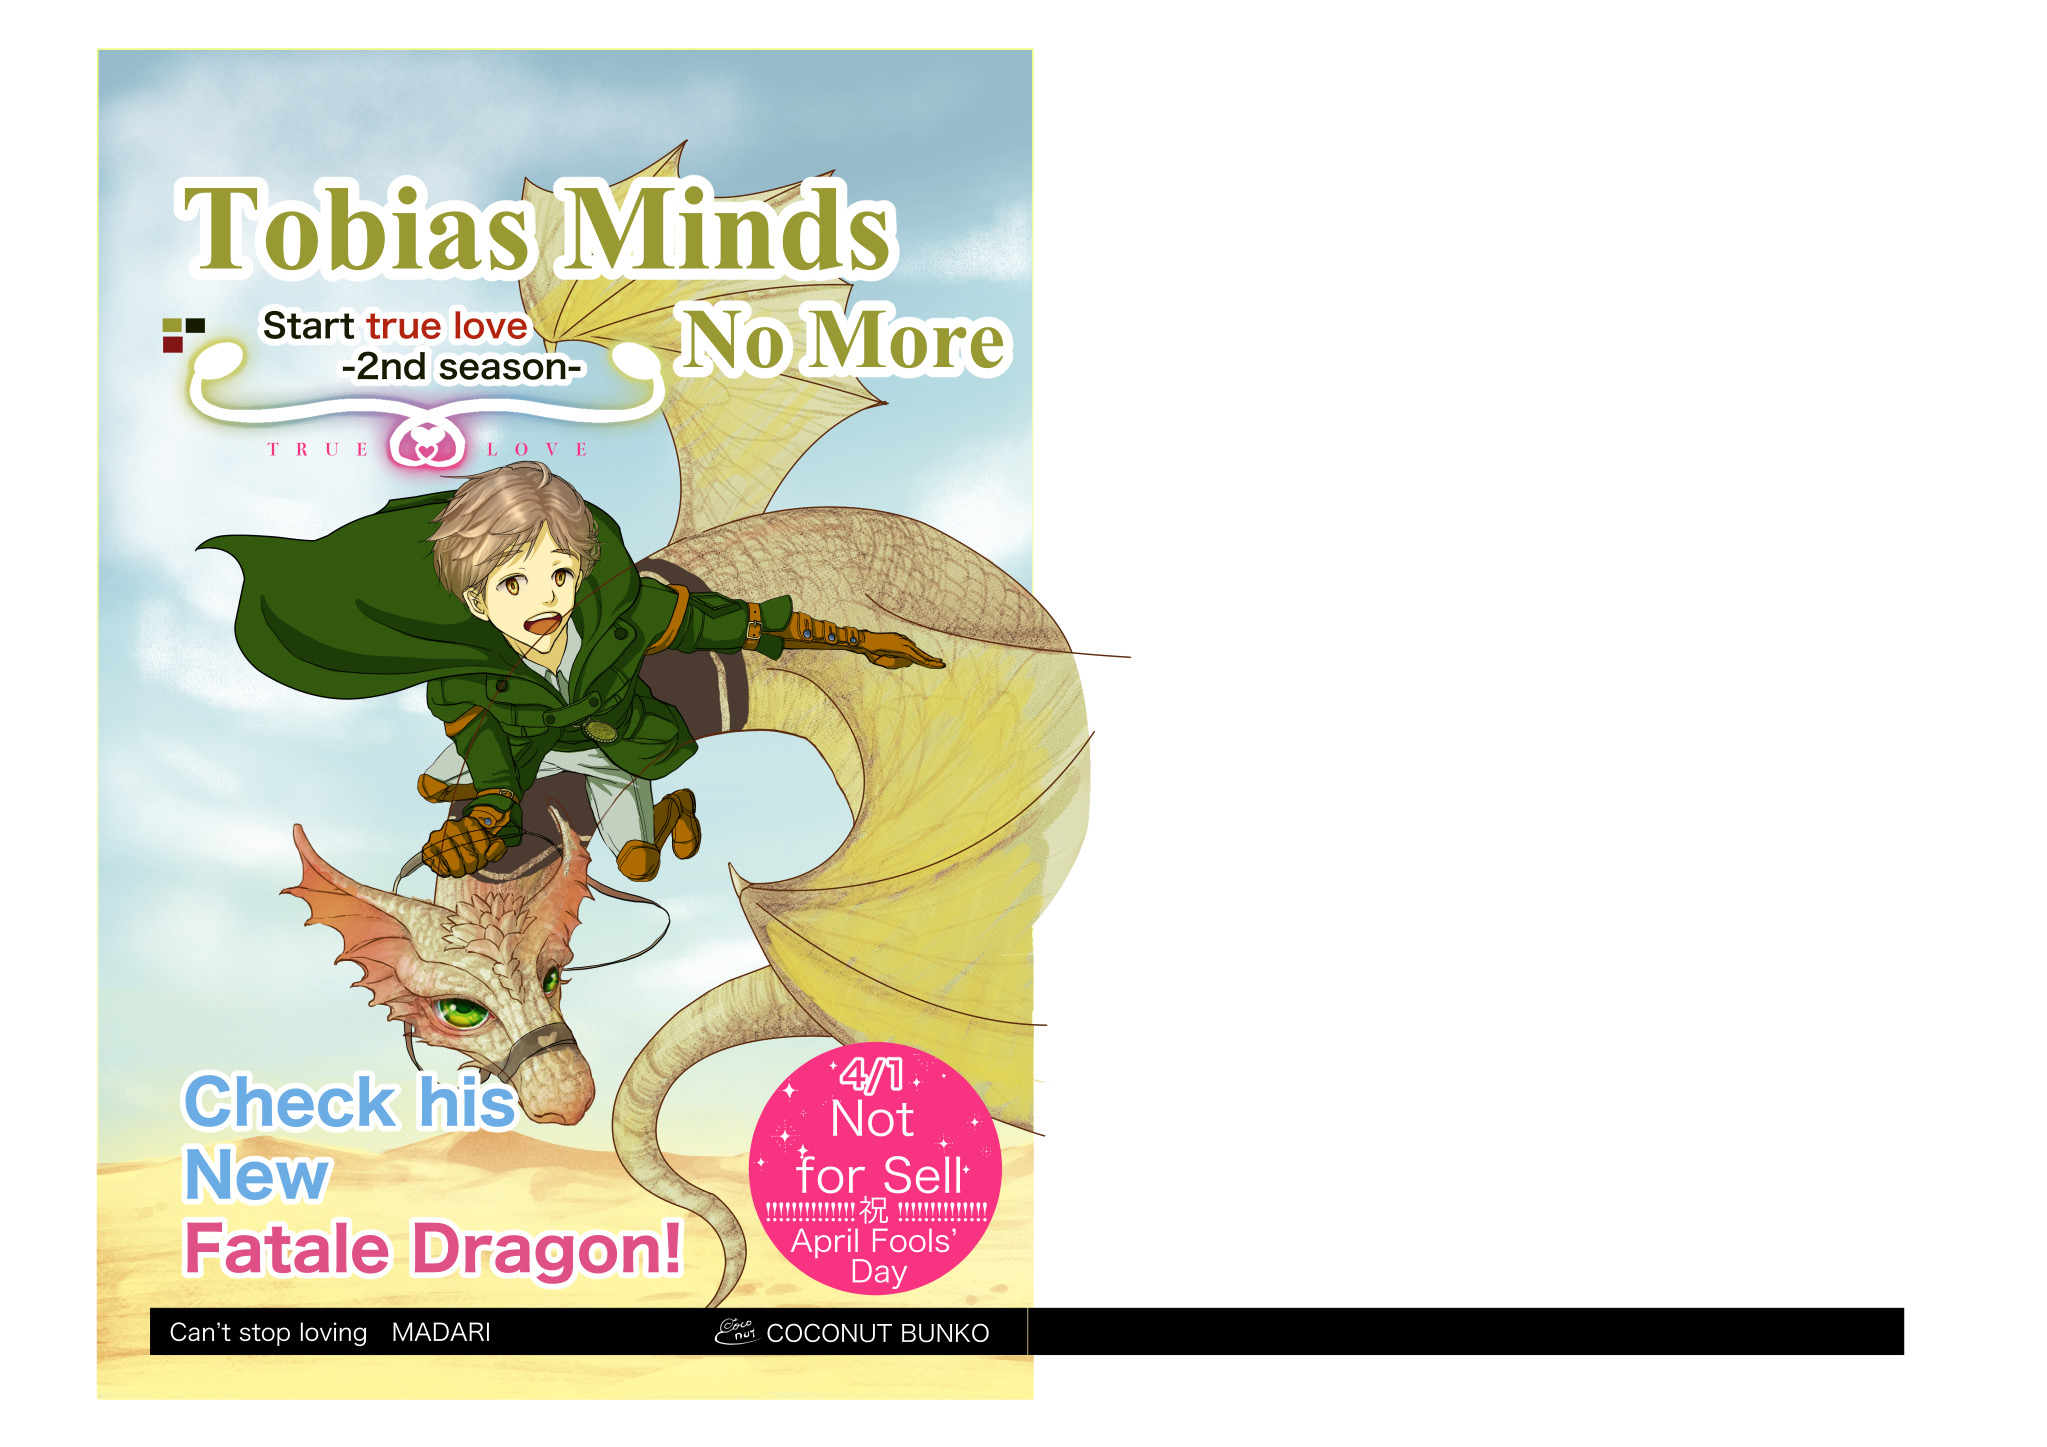 Tobias Minds
No More
Start true love
-2nd season-
TRUE LOVE
Check his
New
Fatale Dragon!
4/1
Not
for Sell
!!!!!!!!!!!!!!祝!!!!!!!!!!!!!!
April Fools’
Day
Can’t stop loving MADARI
Coconut COCONUT BUNKO